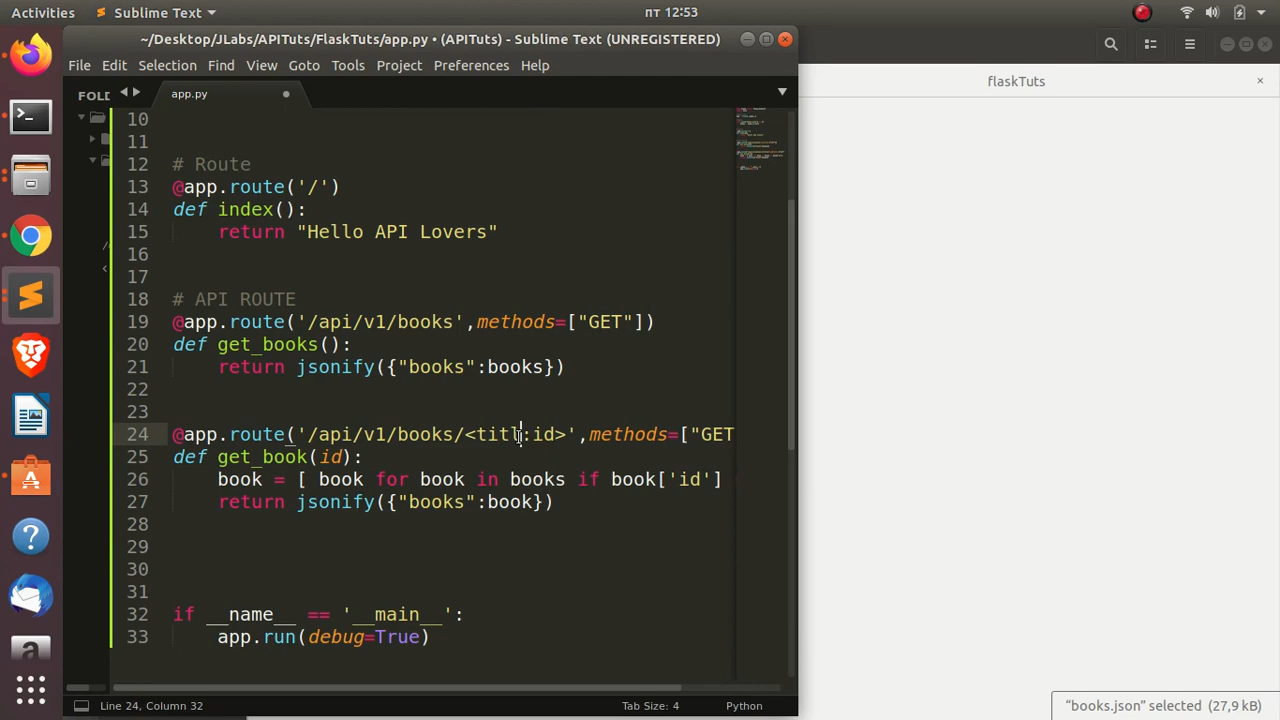 Activities
Sublime Text
пт 12:53
~/Desktop/JLabs/APITuts/FlaskTuts/app.py • (APITuts) - Sublime Text (UNREGISTERED)
File Edit Selection Find View Goto Tools Project Preferences Help
flaskTuts
FOLD
app.py
10
11
12 # Route
13 @app.route('/')
14 def index():
15 return "Hello API Lovers"
16
17
18 # API ROUTE
19 @app.route('/api/v1/books',methods=["GET"])
20 def get_books():
21 return jsonify({"books":books})
22
23
24 @app.route('/api/v1/books/<titl:id>',methods=["GET
25 def get_book(id):
26 book = [ book for book in books if book['id']
27 return jsonify({"books":book})
28
29
30
31
32 if __name__ == '__main__':
33 app.run(debug=True)
Line 24, Column 32
Tab Size: 4
Python
“books.json” selected (27,9 kB)